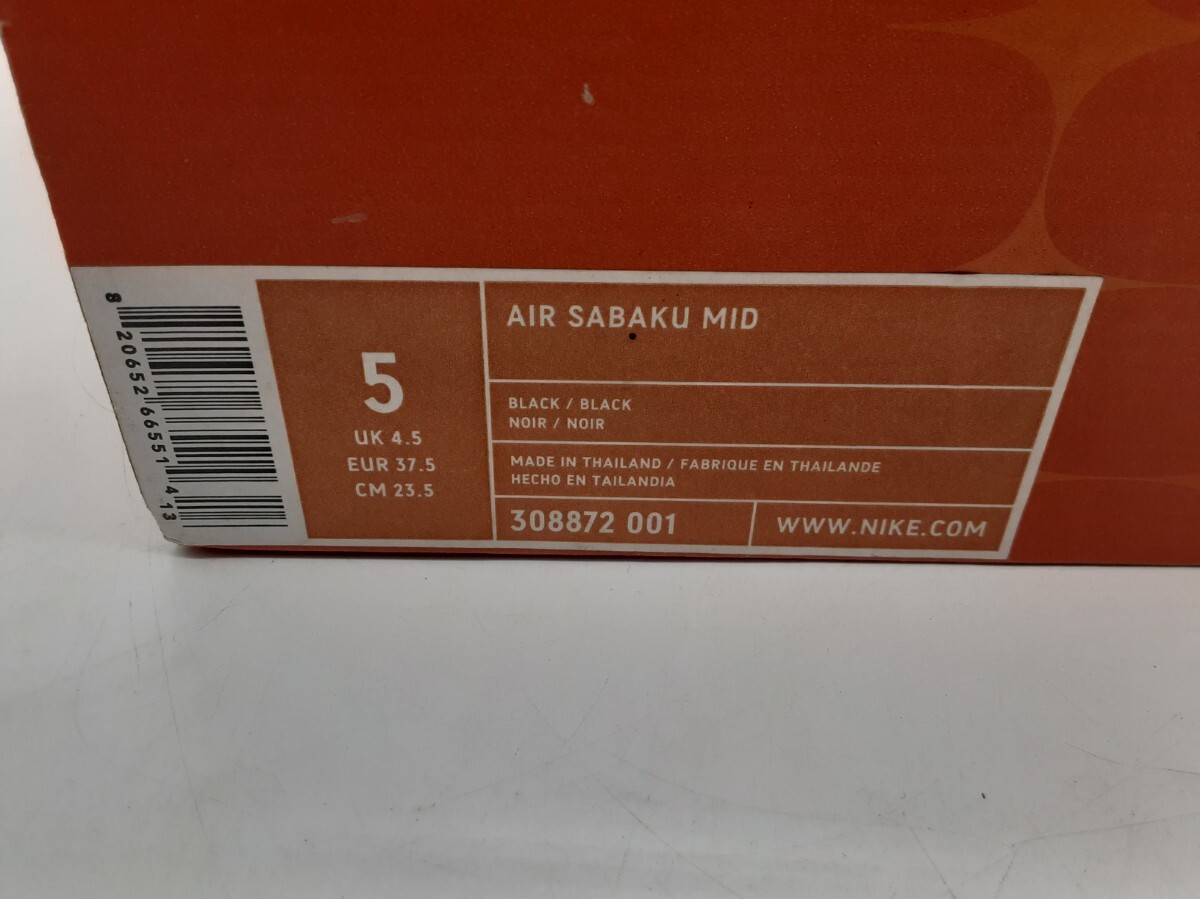 8 20652 66551 4 13
5
UK 4.5
EUR 37.5
CM 23.5
AIR SABAKU MID
BLACK / BLACK
NOIR / NOIR
MADE IN THAILAND / FABRIQUE EN THAILANDE
HECHO EN TAILANDIA
308872 001
WWW.NIKE.COM